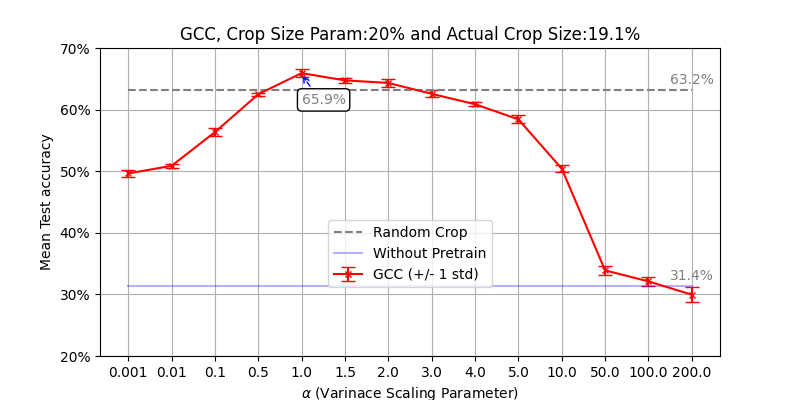 GCC, Crop Size Param:20% and Actual Crop Size:19.1%
70%
63.2%
65.9%
60%
50%
Mean Test accuracy
40%
Random Crop
Without Pretrain
GCC (+/- 1 std)
31.4%
30%
20%
0.001 0.01 0.1 0.5 1.0 1.5 2.0 3.0 4.0 5.0 10.0 50.0 100.0 200.0
α (Varinace Scaling Parameter)